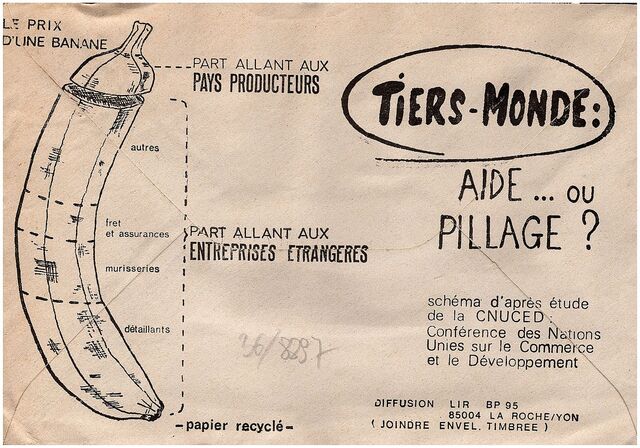 LE PRIX
D'UNE BANANE
PART ALLANT AUX
PAYS PRODUCTEURS
autres
fret
et assurances
murisseries
détaillants
PART ALLANT AUX
ENTREPRISES ETRANGERES
- papier recyclé -
36/8297
TIERS-MONDE:
AIDE... OU
PILLAGE ?
schéma d'après étude
de la CNUCED:
Conférence des Nations
Unies sur le Commerce
et le Développement
DIFFUSION LIR BP 95
85004 LA ROCHE/YON
( JOINDRE ENVEL. TIMBREE )